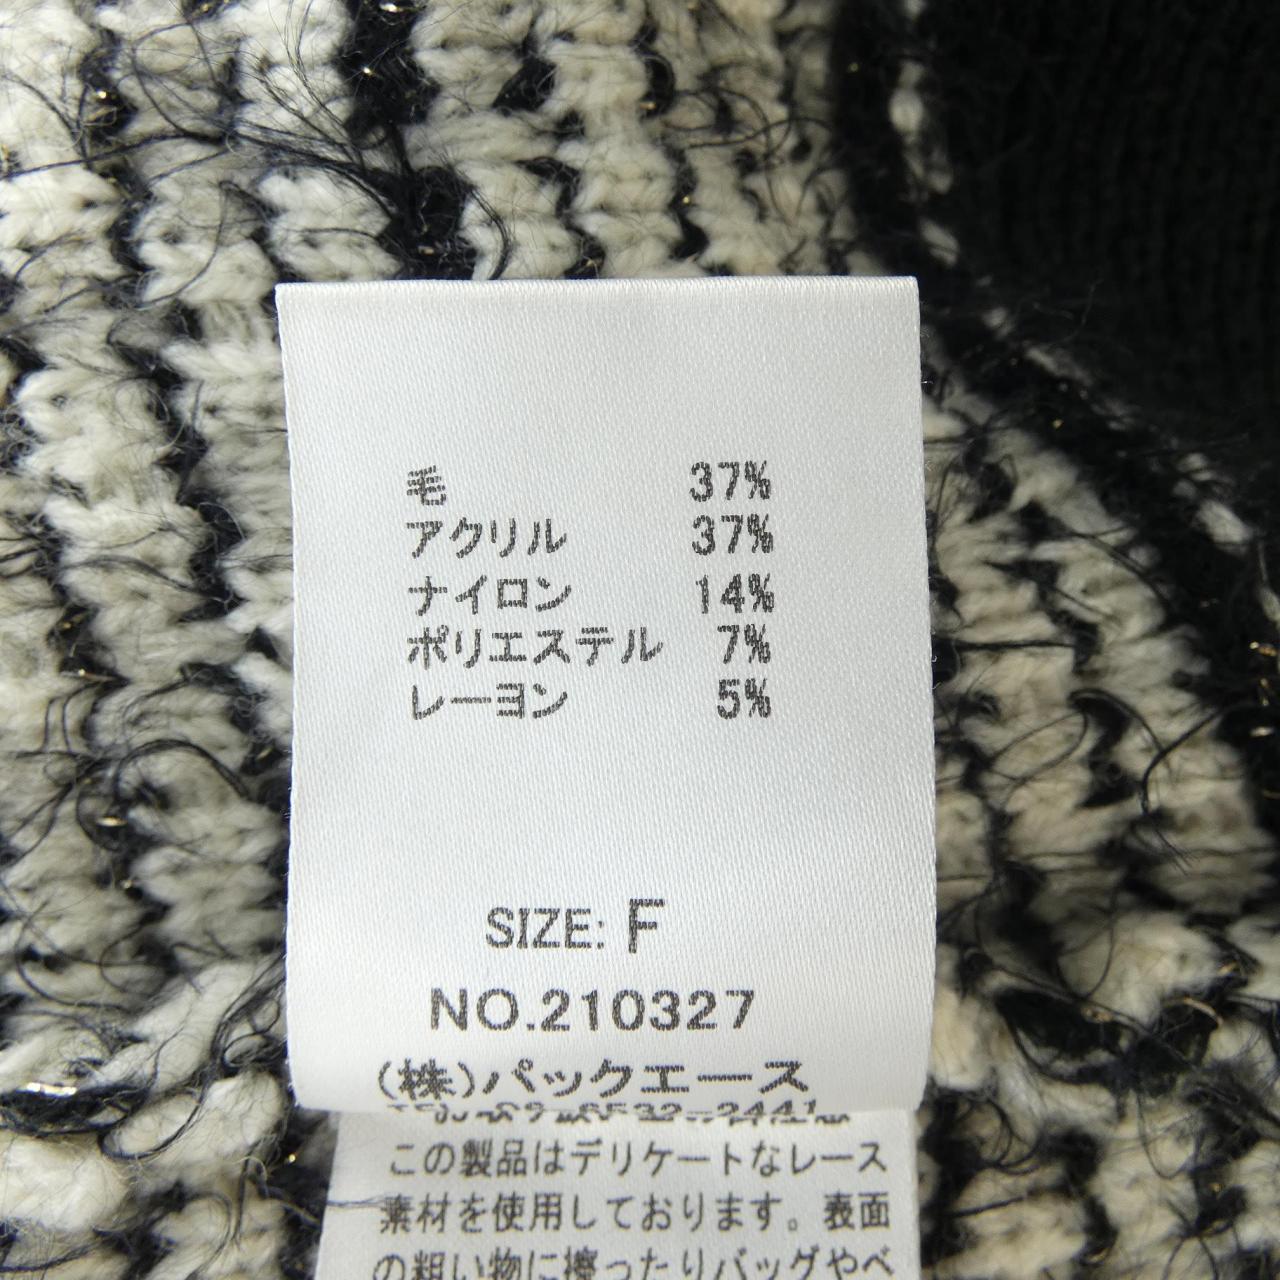 毛 37%
アクリル 37%
ナイロン 14%
ポリエステル 7%
レーヨン 5%
SIZE: F
NO.210327
(株)パックエース
この製品はデリケートなレース
素材を使用しております。表面
の粗い物に擦ったりバッグやベ